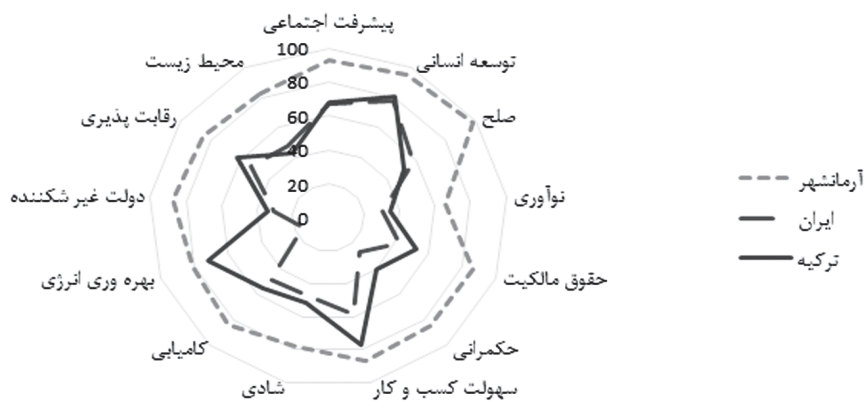 پیشرفت اجتماعی
توسعه انسانی
صلح
نوآوری
حقوق مالکیت
حکمرانی
سهولت کسب و کار
شادی
کامیابی
بهره وری انرژی
دولت غیر شکننده
رقابت پذیری
محیط زیست
100
80
60
40
20
0
آرمانشهر
ایران
ترکیه